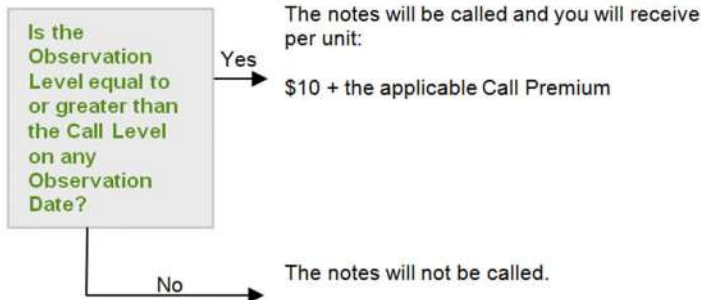 Is the
Observation
Level equal to
or greater than
the Call Level
on any
Observation
Date?
Yes
The notes will be called and you will receive
per unit:
$10 + the applicable Call Premium
No
The notes will not be called.